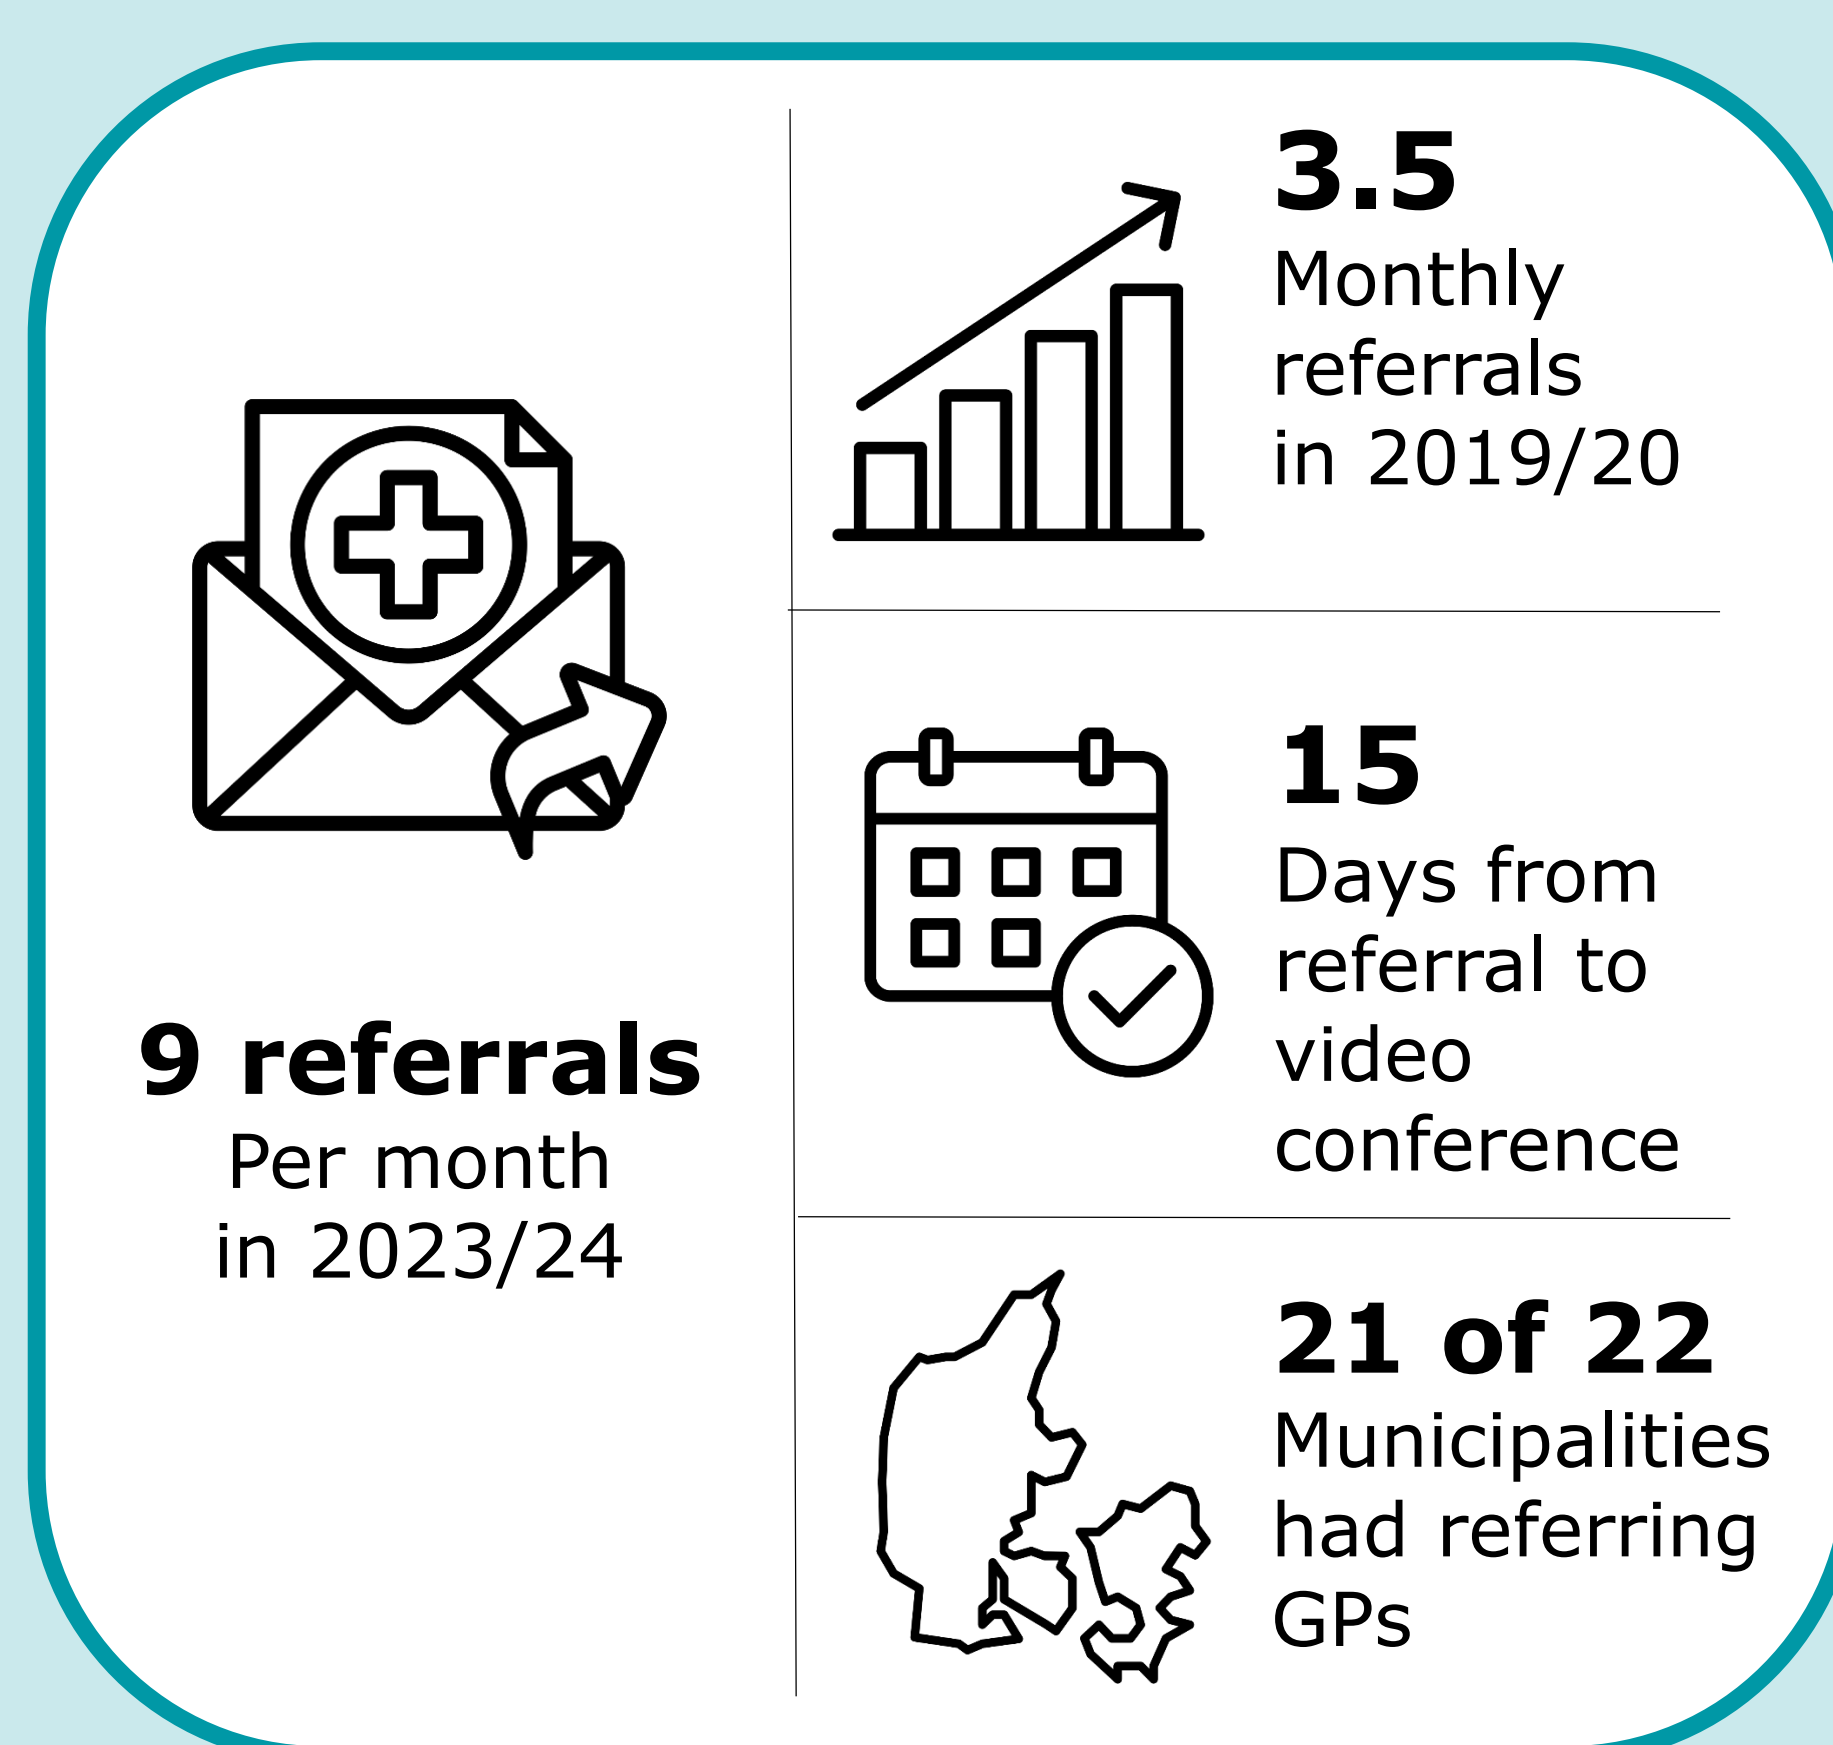 9 referrals
Per month
in 2023/24
3.5
Monthly
referrals
in 2019/20
15
Days from
referral to
video
conference
21 of 22
Municipalities
had referring
GPs